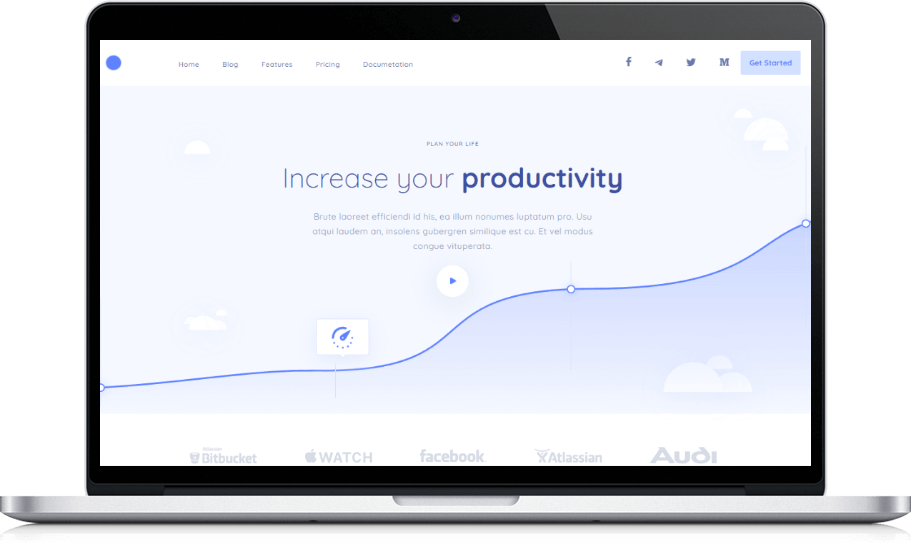 Home Blog Features Pricing Documetation
Get Started
PLAN YOUR LIFE
Increase your productivity
Brute laoreet efficiendi id his, ea illum nonumes luptatum pro. Usu
atqui laudem an, insolens gubergren similique est cu. Et vel modus
congue vituperata.
Atlassian
Bitbucket
WATCH
facebook
Atlassian
Audi